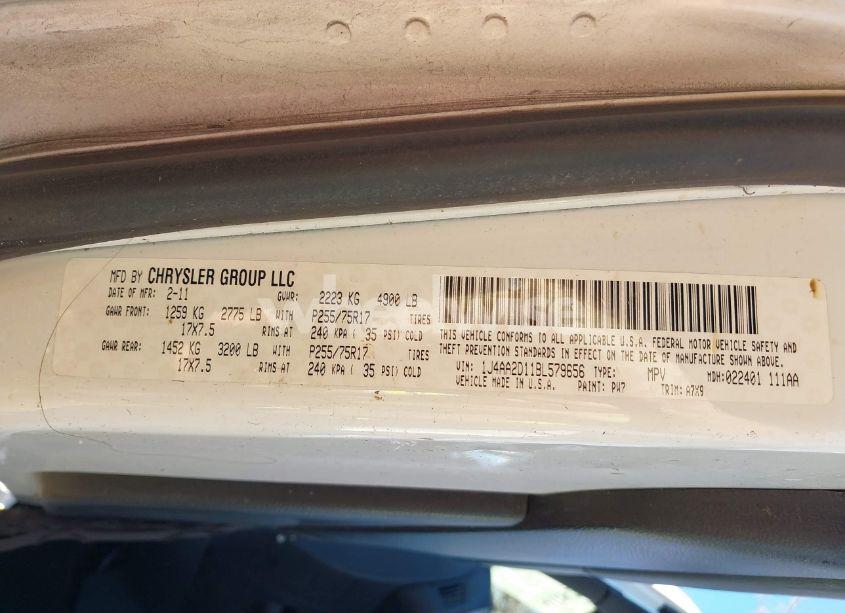 MFD BY CHRYSLER GROUP LLC
DATE OF MFR: 2-11 GVWR: 2223 KG 4900 LB
GAWR FRONT: 1259 KG 2775 LB WITH P255/75R17 TIRES
17X7.5 RIMS AT 240 KPA ( 35 PSI) COLD
GAWR REAR: 1452 KG 3200 LB WITH P255/75R17 TIRES
17X7.5 RIMS AT 240 KPA ( 35 PSI) COLD
THIS VEHICLE CONFORMS TO ALL APPLICABLE U.S.A. FEDERAL MOTOR VEHICLE SAFETY AND
THEFT PREVENTION STANDARDS IN EFFECT ON THE DATE OF MANUFACTURE SHOWN ABOVE.
VIN: 1J4AA2D11BL579656 TYPE: MPV MDH:022401 111AA
VEHICLE MADE IN U.S.A. PAINT: PW7 TRIM: A7X9